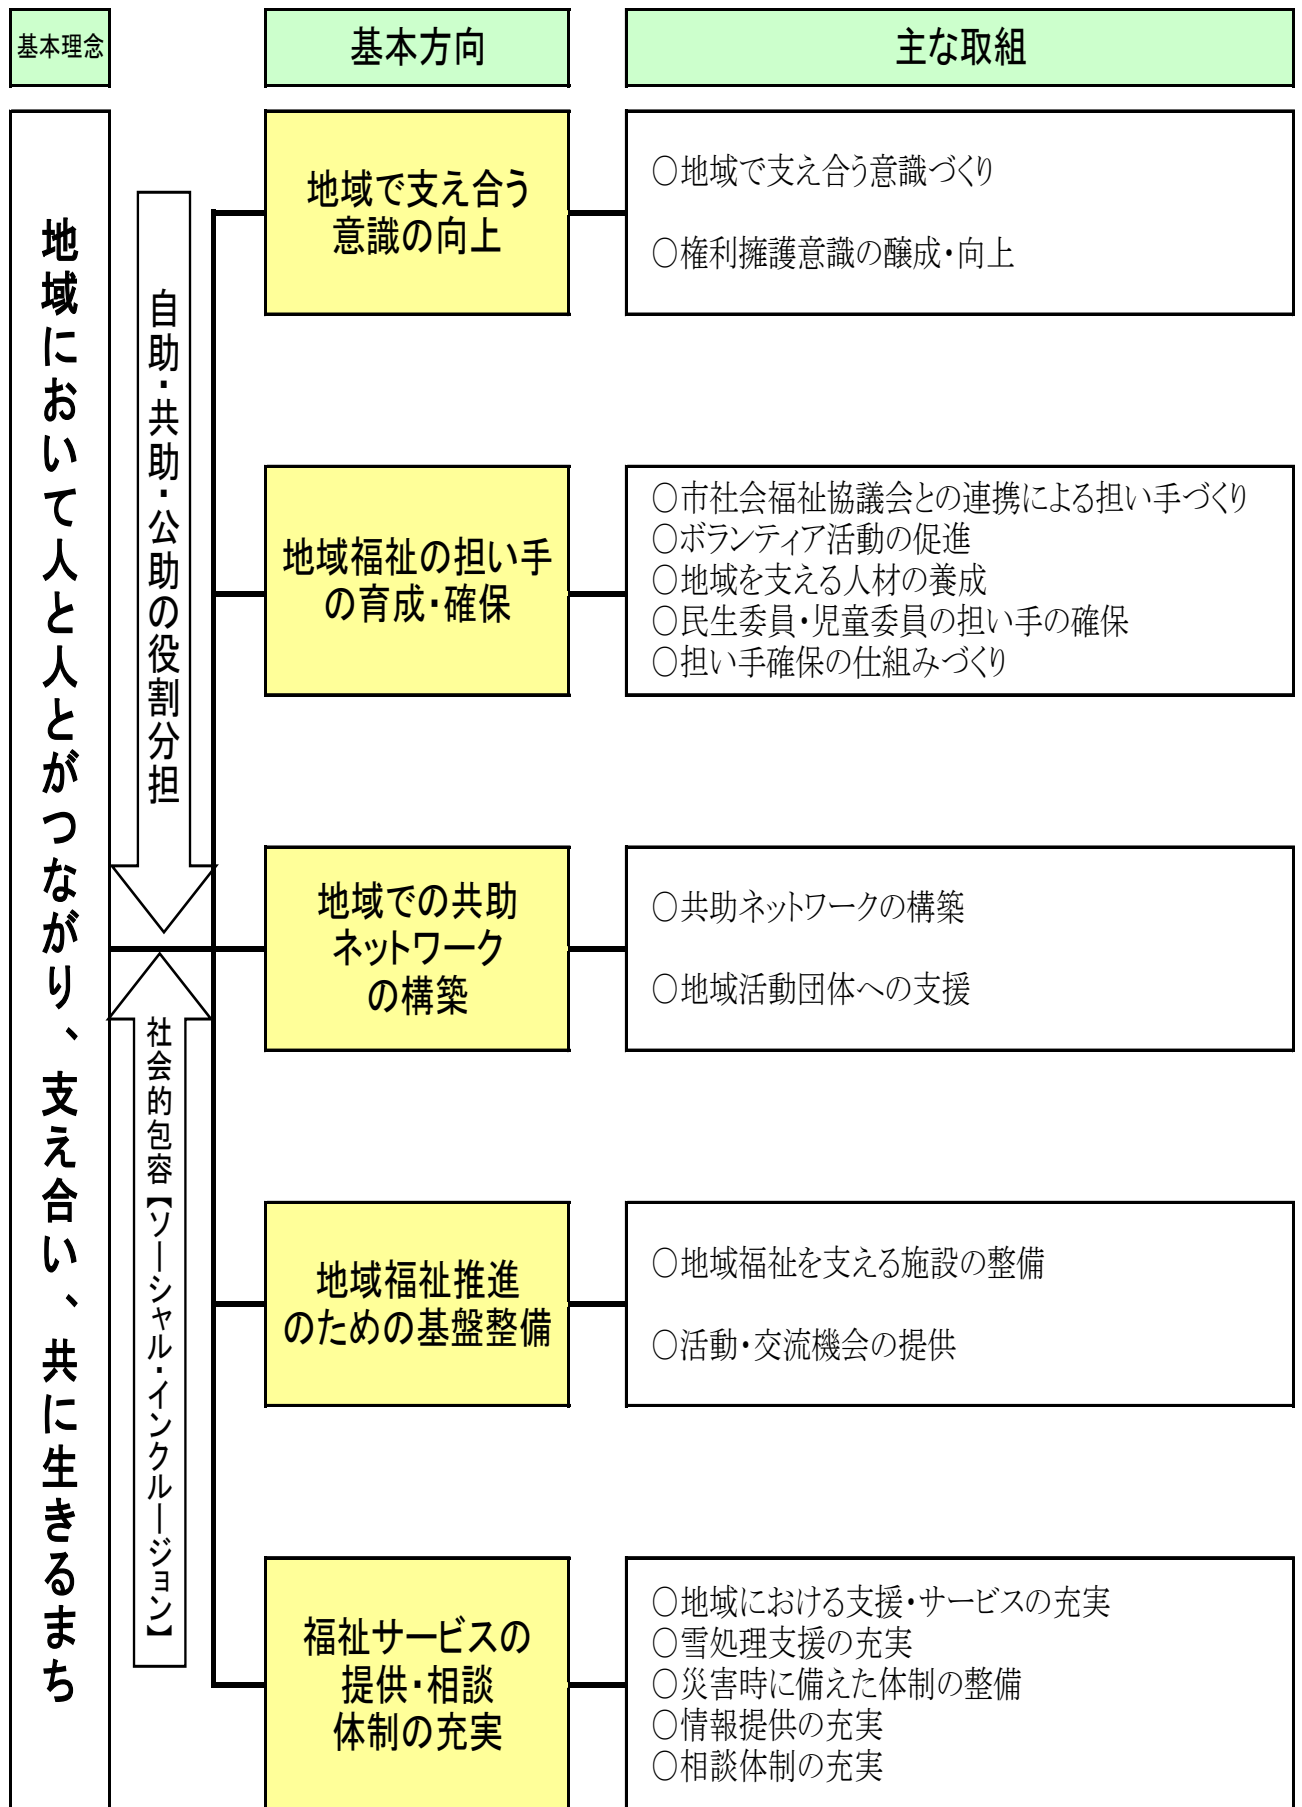 基本理念
基本方向
主な取組
地域において人と人とがつながり、支え合い、共に生きるまち
自助・共助・公助の役割分担
社会的包容【ソーシャル・インクルージョン】
地域で支え合う
意識の向上
○地域で支え合う意識づくり
○権利擁護意識の醸成・向上
地域福祉の担い手
の育成・確保
○市社会福祉協議会との連携による担い手づくり
○ボランティア活動の促進
○地域を支える人材の養成
○民生委員・児童委員の担い手の確保
○担い手確保の仕組みづくり
地域での共助
ネットワーク
の構築
○共助ネットワークの構築
○地域活動団体への支援
地域福祉推進
のための基盤整備
○地域福祉を支える施設の整備
○活動・交流機会の提供
福祉サービスの
提供・相談
体制の充実
○地域における支援・サービスの充実
○雪処理支援の充実
○災害時に備えた体制の整備
○情報提供の充実
○相談体制の充実